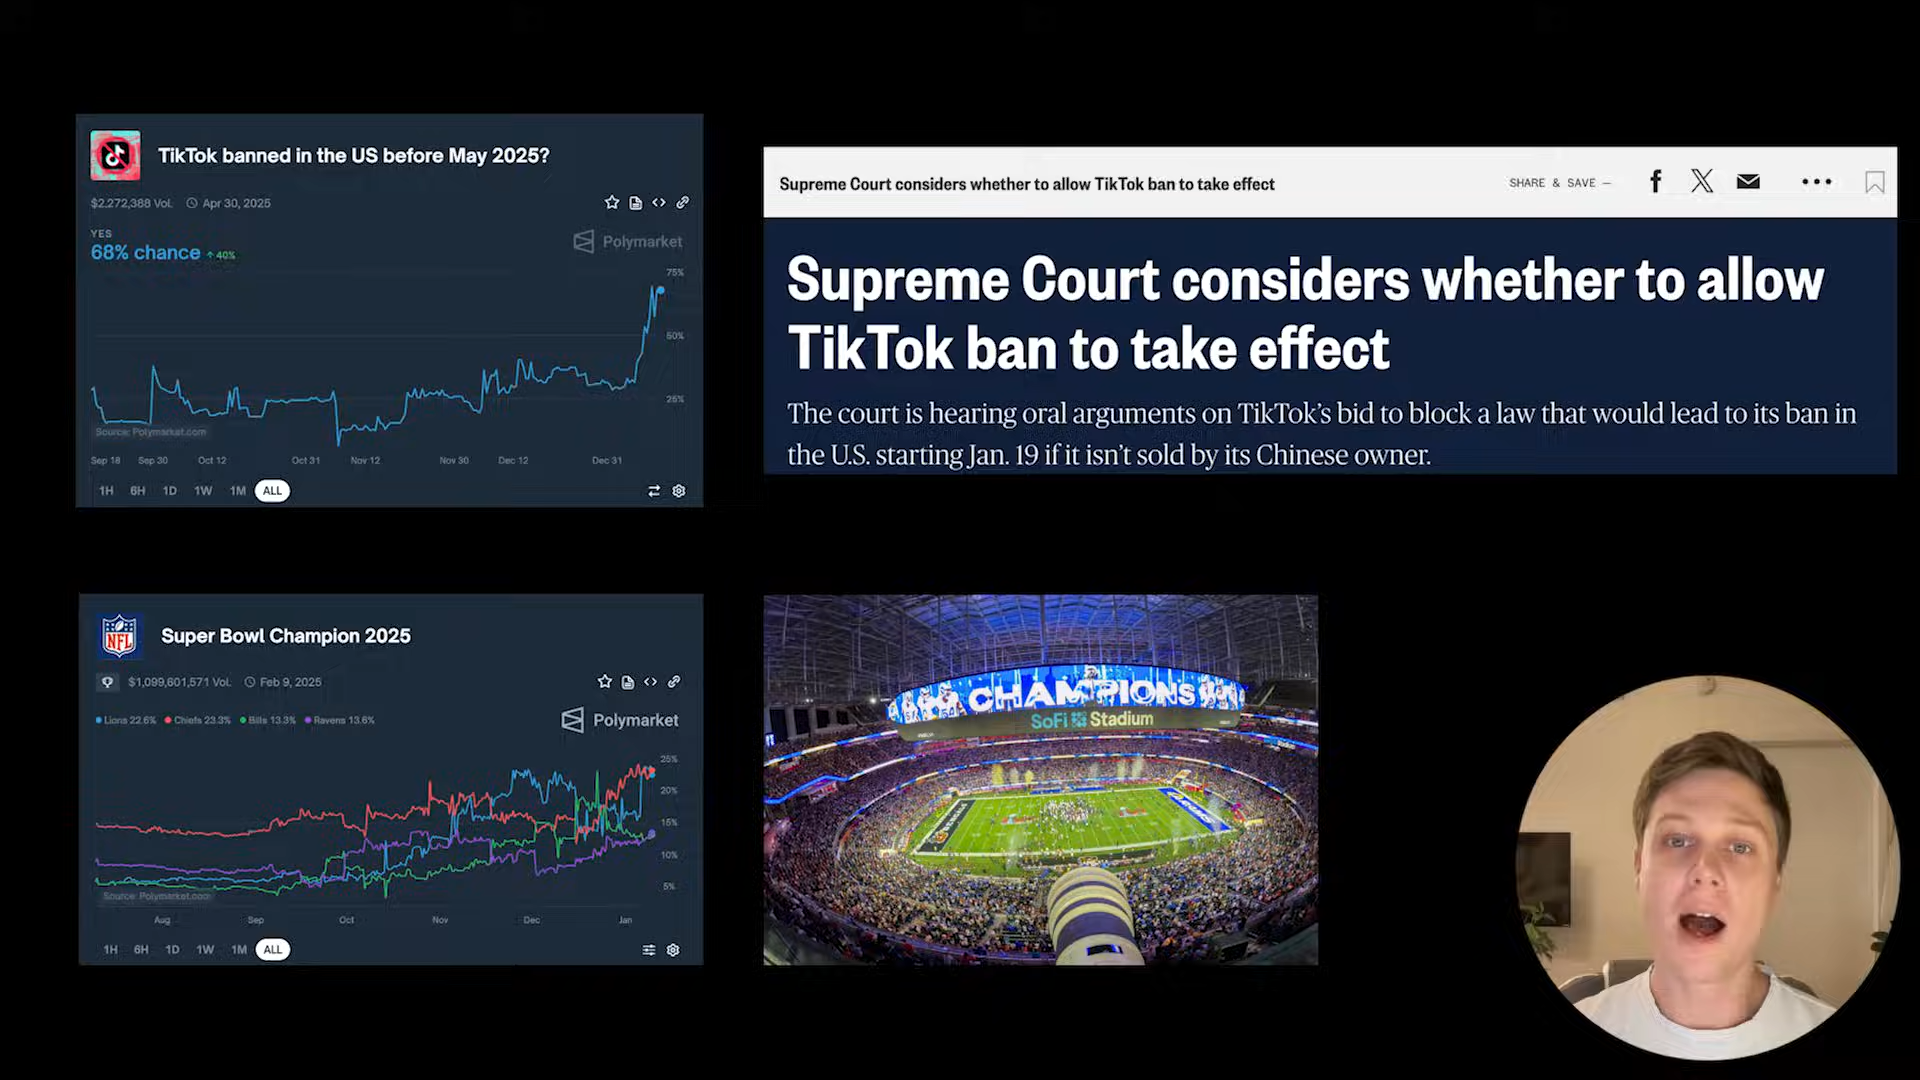 TikTok banned in the US before May 2025?
$2,272,388 Vol. Apr 30, 2025
YES
68% chance ↑ 40%
Polymarket
75%
50%
25%
Source: Polymarket.com
Sep 18 Sep 30 Oct 12 Oct 31 Nov 12 Nov 30 Dec 12 Dec 31
1H 6H 1D 1W 1M ALL
Supreme Court considers whether to allow TikTok ban to take effect
SHARE & SAVE —
Supreme Court considers whether to allow
TikTok ban to take effect
The court is hearing oral arguments on TikTok's bid to block a law that would lead to its ban in
the U.S. starting Jan. 19 if it isn't sold by its Chinese owner.
NFL
Super Bowl Champion 2025
$1,099,601,571 Vol. Feb 9, 2025
Lions 22.6% Chiefs 23.3% Bills 13.3% Ravens 13.6%
Polymarket
25%
20%
15%
10%
5%
Source: Polymarket.com
Aug Sep Oct Nov Dec Jan
1H 6H 1D 1W 1M ALL
CHAMPIONS
SoFi Stadium